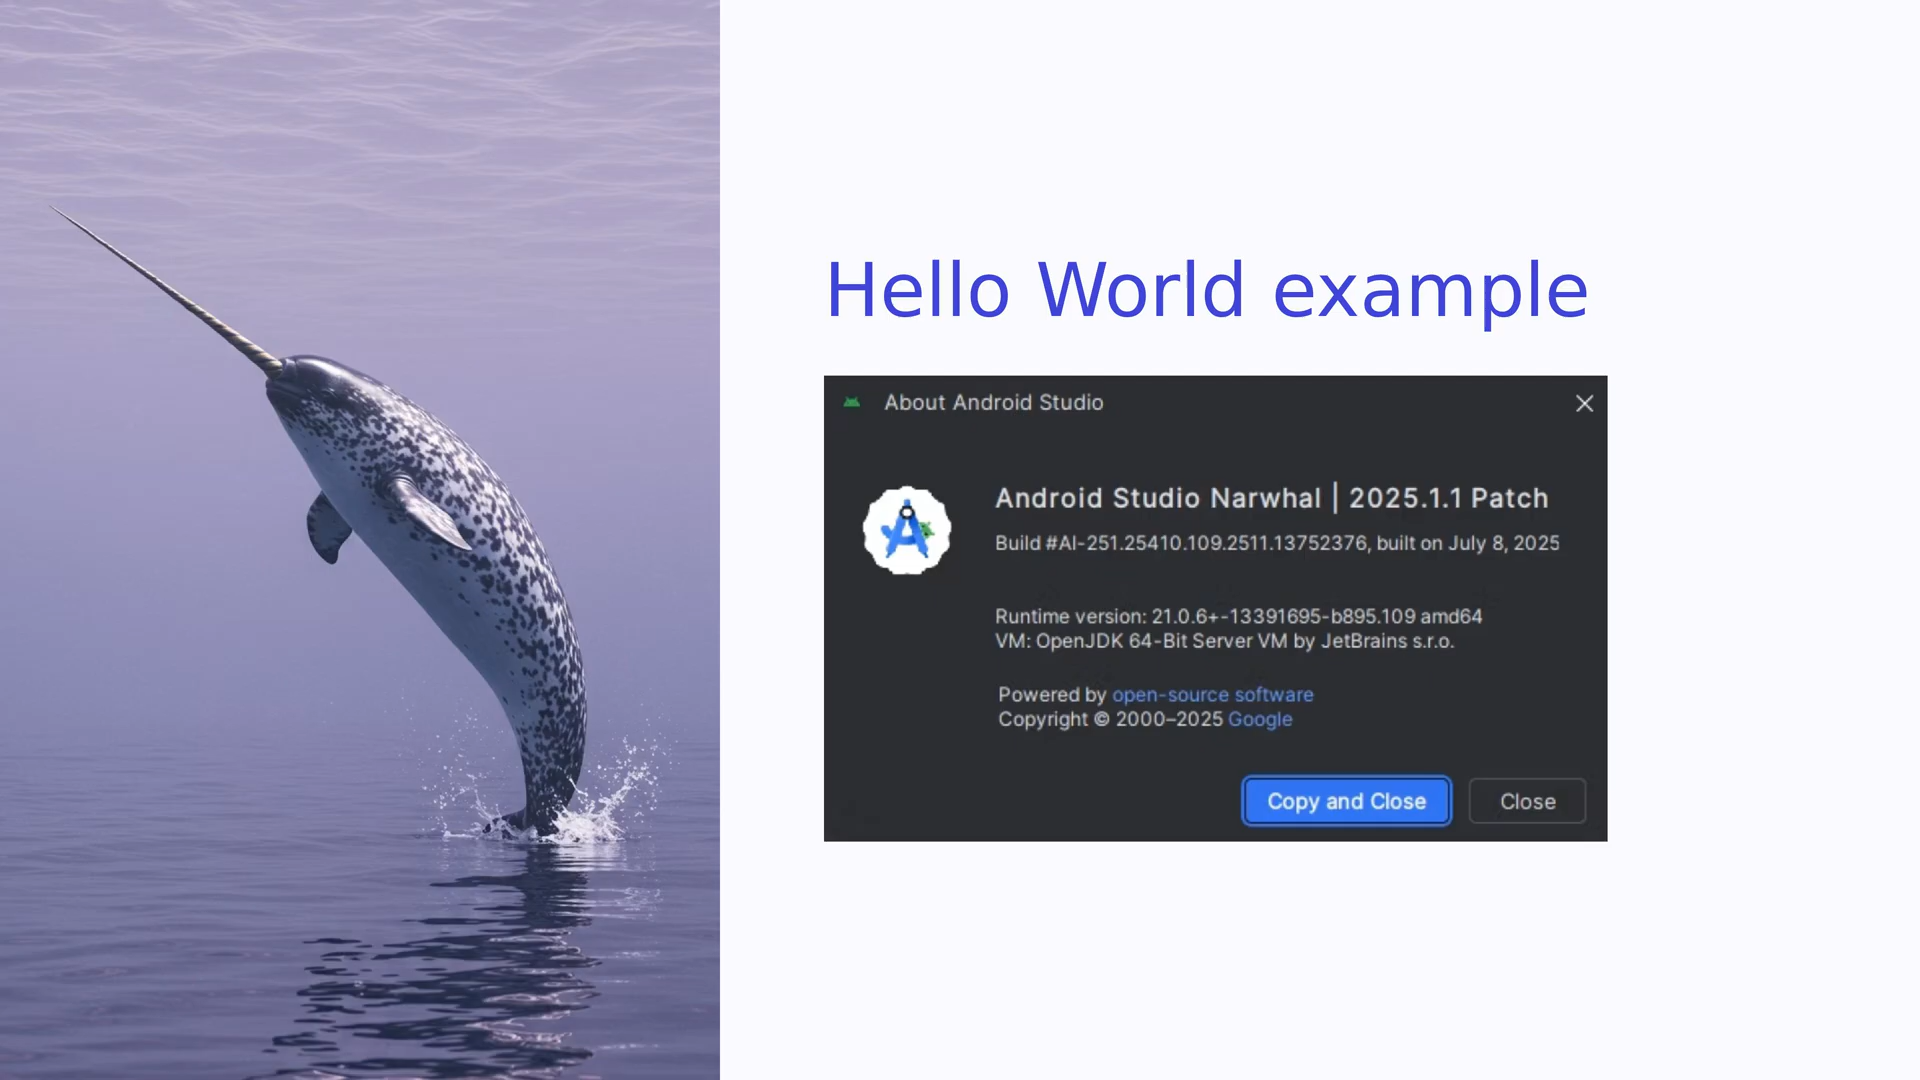 Hello World example
About Android Studio
Android Studio Narwhal | 2025.1.1 Patch
Build #AI-251.25410.109.2511.13752376, built on July 8, 2025
Runtime version: 21.0.6+-13391695-b895.109 amd64
VM: OpenJDK 64-Bit Server VM by JetBrains s.r.o.
Powered by open-source software
Copyright © 2000–2025 Google
Copy and Close
Close